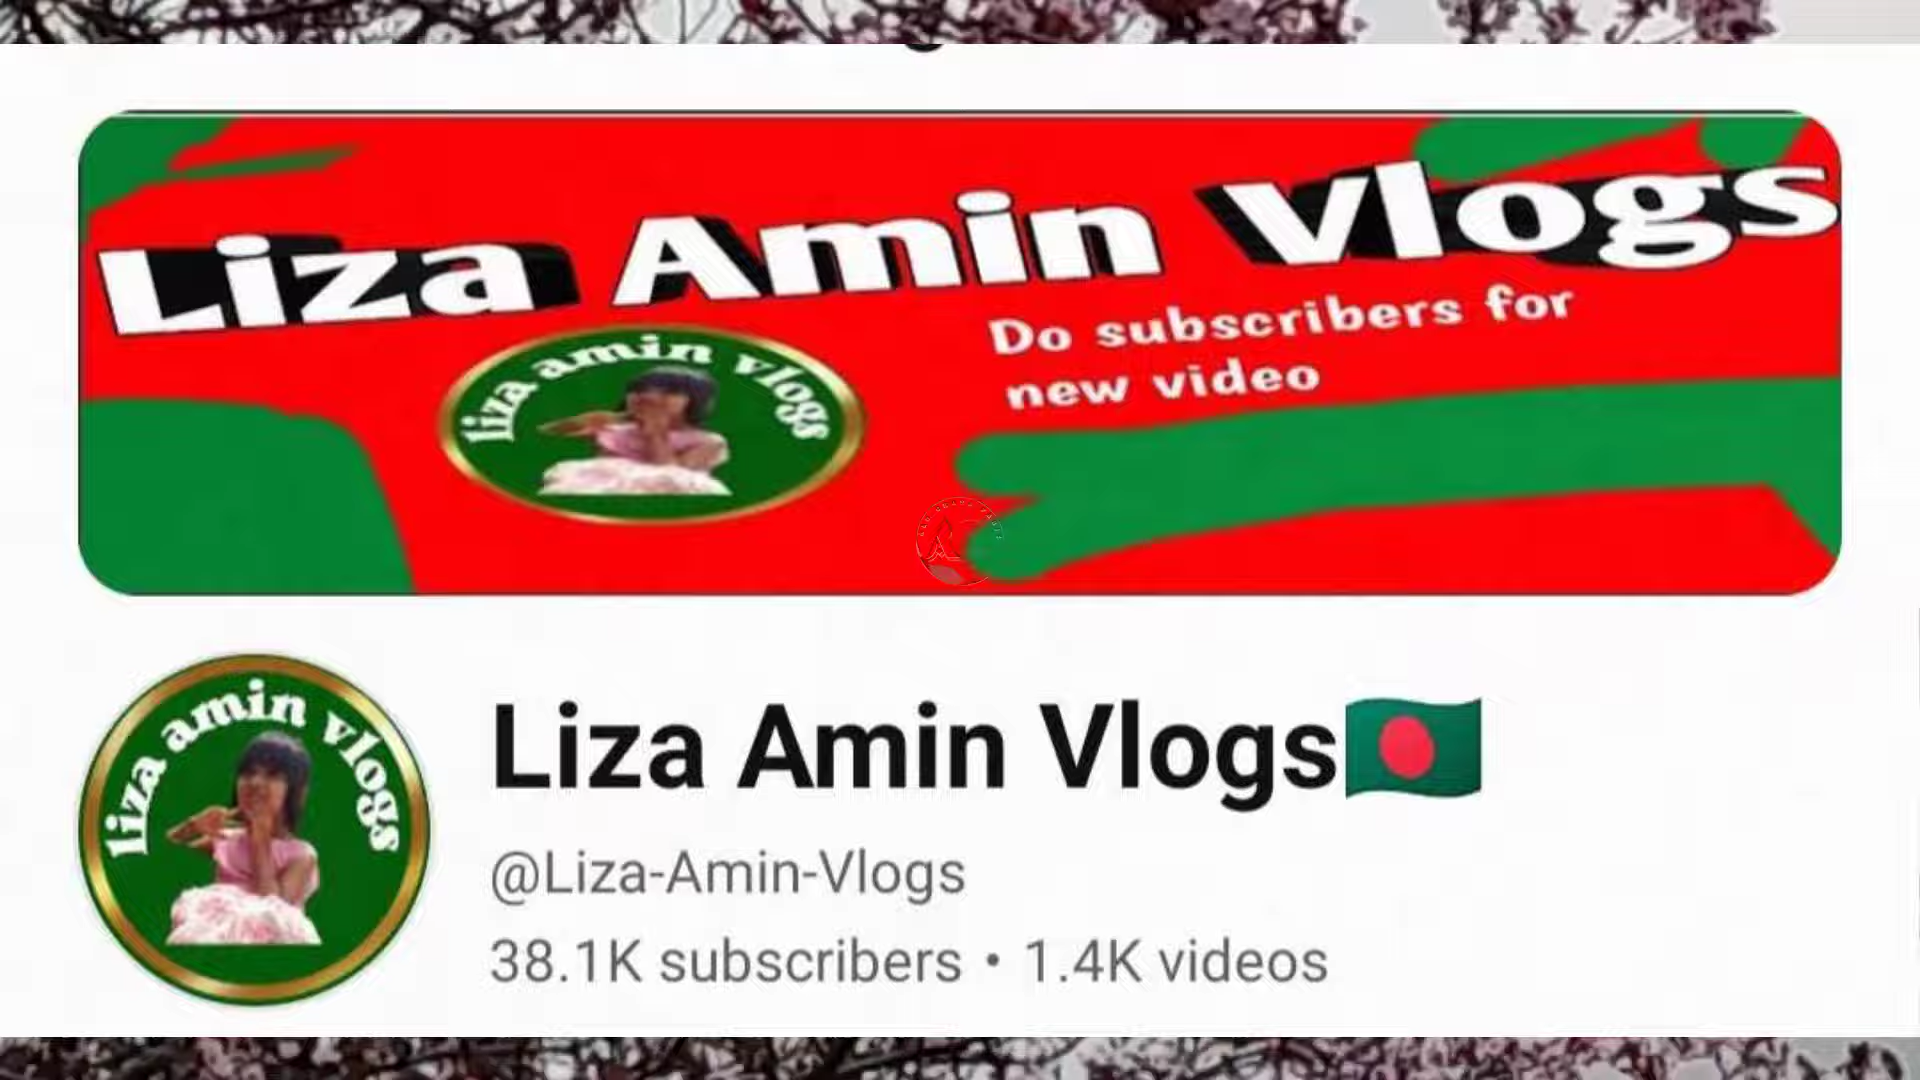 Liza Amin Vlogs
Do subscribers for
new video
liza amin vlogs
liza amin vlogs
Liza Amin Vlogs🇧🇩
@Liza-Amin-Vlogs
38.1K subscribers • 1.4K videos